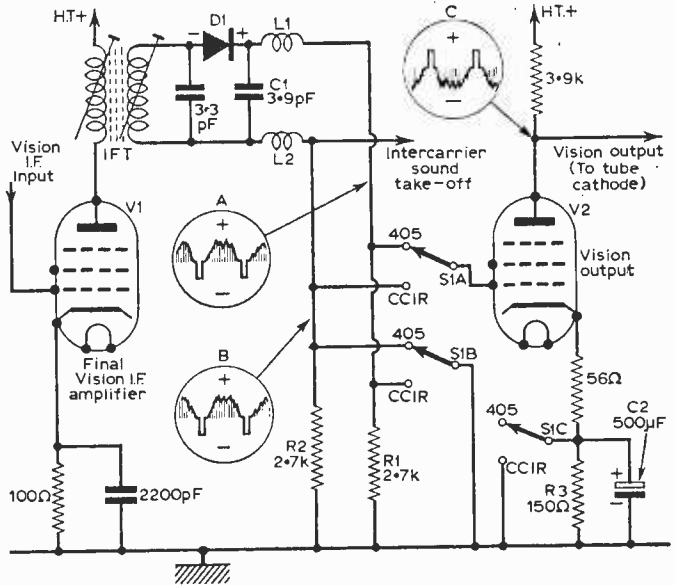 H.T.+
D1
- +
L1
C
+
-
H.T.+
3·9k
3·3
pF
C1
3·9pF
IFT
L2
Intercarrier
sound
take-off
Vision output
(To tube
cathode)
Vision
I.F.
Input
V1
A
+
-
405
S1A
CCIR
V2
Vision
output
B
+
-
405
S1B
CCIR
Final
Vision I.F.
amplifier
56Ω
C2
500µF
405
S1C
CCIR
+
-
R2
2·7k
R1
2·7k
R3
150Ω
100Ω
2200pF